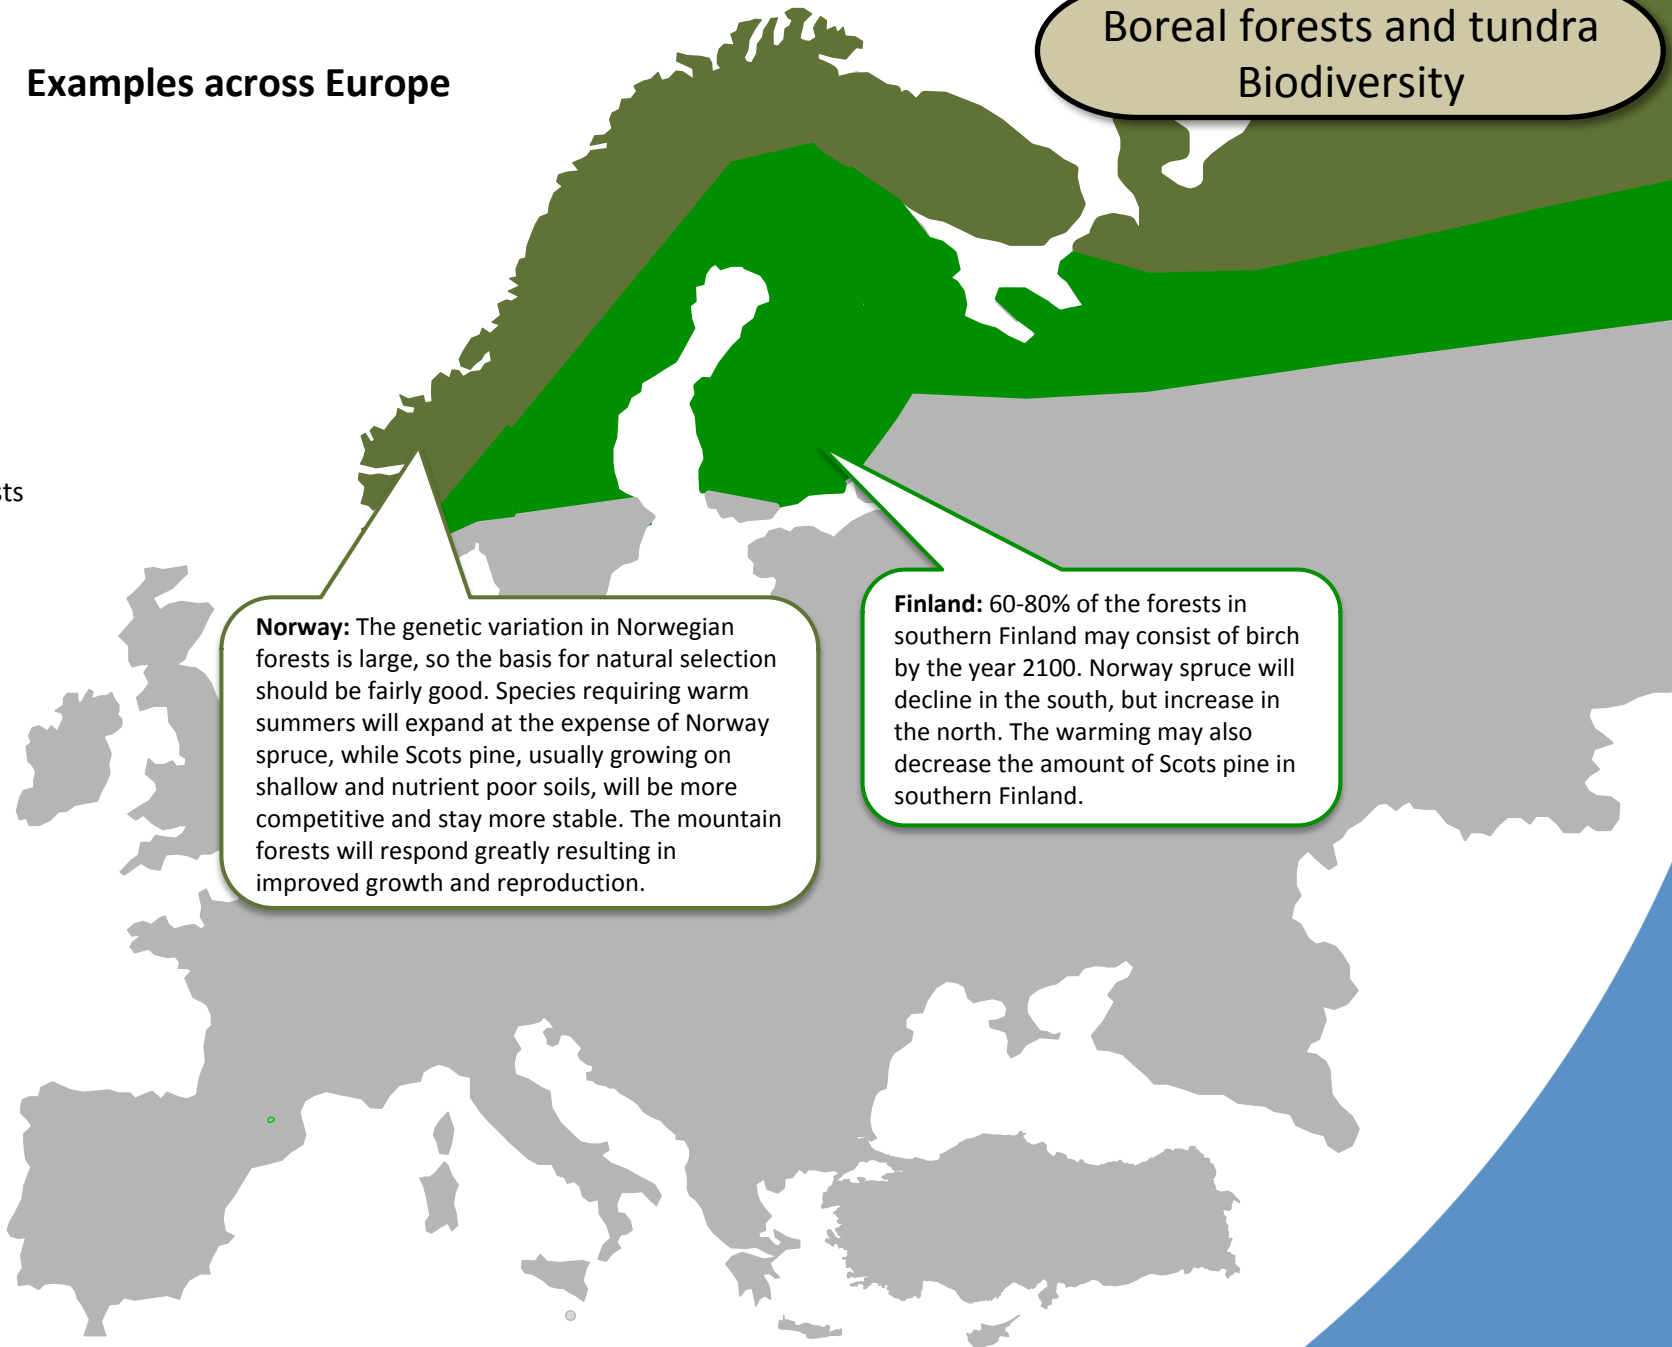 Boreal forests and tundra
Biodiversity
Examples across Europe
sts
Norway: The genetic variation in Norwegian
forests is large, so the basis for natural selection
should be fairly good. Species requiring warm
summers will expand at the expense of Norway
spruce, while Scots pine, usually growing on
shallow and nutrient poor soils, will be more
competitive and stay more stable. The mountain
forests will respond greatly resulting in
improved growth and reproduction.
Finland: 60-80% of the forests in
southern Finland may consist of birch
by the year 2100. Norway spruce will
decline in the south, but increase in
the north. The warming may also
decrease the amount of Scots pine in
southern Finland.